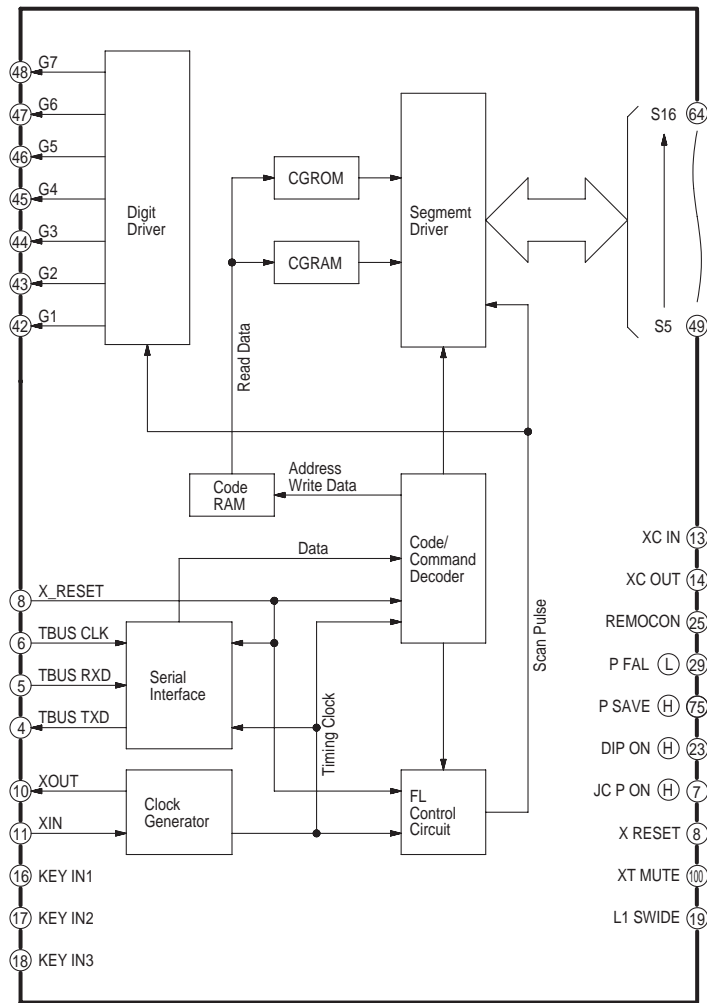 48 G7
47 G6
46 G5
45 G4
44 G3
43 G2
42 G1
Digit
Driver
CGROM
CGRAM
Segmemt
Driver
S16 64
S5 49
Read Data
Code
RAM
Address
Write Data
Code/
Command
Decoder
Data
8 X_RESET
6 TBUS CLK
5 TBUS RXD
4 TBUS TXD
Serial
Interface
Timing Clock
Scan Pulse
10 XOUT
11 XIN
Clock
Generator
FL
Control
Circuit
16 KEY IN1
17 KEY IN2
18 KEY IN3
XC IN 13
XC OUT 14
REMOCON 25
P FAL L 29
P SAVE H 75
DIP ON H 23
JC P ON H 7
X RESET 8
XT MUTE 100
L1 SWIDE 19